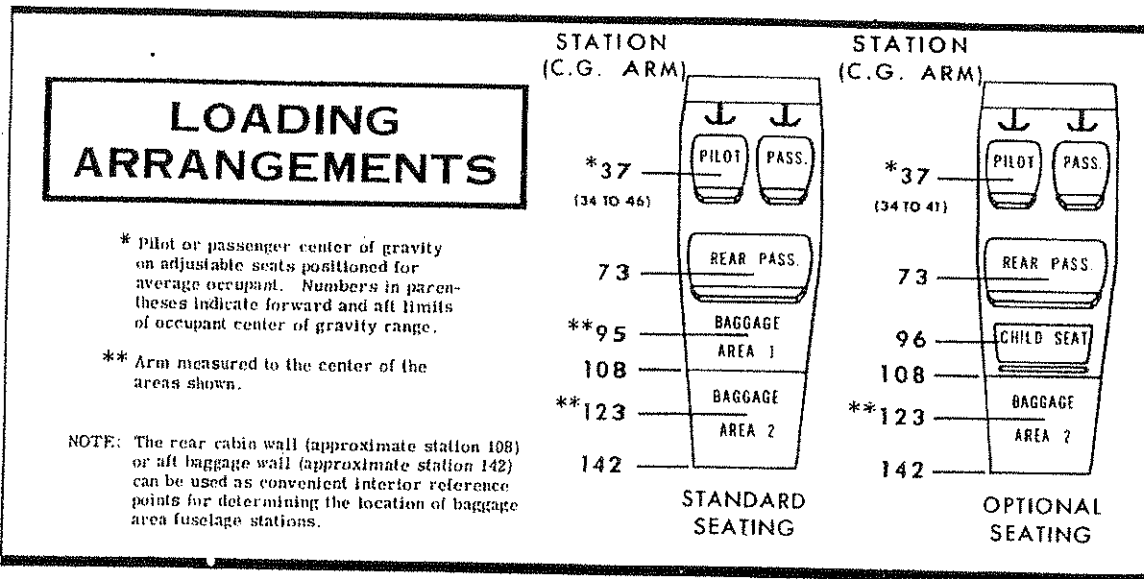 LOADING
ARRANGEMENTS
* Pilot or passenger center of gravity
on adjustable seats positioned for
average occupant. Numbers in paren-
theses indicate forward and aft limits
of occupant center of gravity range.
** Arm measured to the center of the
areas shown.
NOTE: The rear cabin wall (approximate station 108)
or aft baggage wall (approximate station 142)
can be used as convenient interior reference
points for determining the location of baggage
area fuselage stations.
STATION
(C.G. ARM)
PILOT PASS.
*37
(34 TO 46)
REAR PASS.
73
**95
BAGGAGE
AREA 1
108
**123
BAGGAGE
AREA 2
142
STANDARD
SEATING
STATION
(C.G. ARM)
PILOT PASS.
*37
(34 TO 41)
REAR PASS.
73
96
CHILD SEAT
108
BAGGAGE
**123
AREA 2
142
OPTIONAL
SEATING